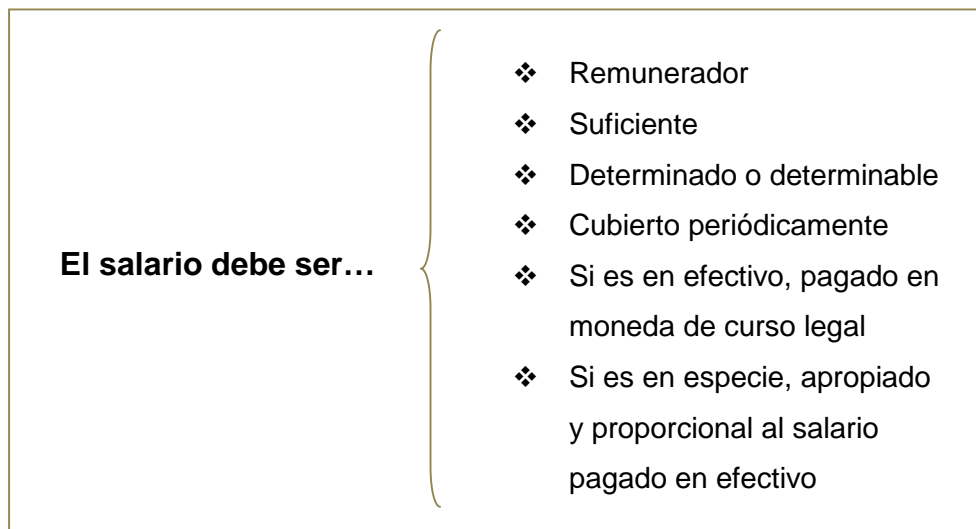 El salario debe ser…
❖ Remunerador
❖ Suficiente
❖ Determinado o determinable
❖ Cubierto periódicamente
❖ Si es en efectivo, pagado en
moneda de curso legal
❖ Si es en especie, apropiado
y proporcional al salario
pagado en efectivo